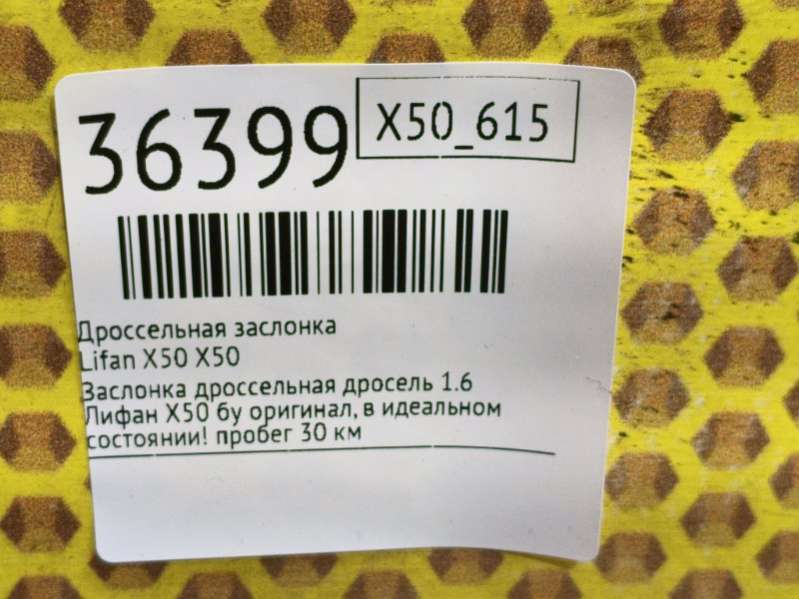 36399
X50_615
Дроссельная заслонка
Lifan X50 X50
Заслонка дроссельная дросель 1.6
Лифан X50 бу оригинал, в идеальном
состоянии! пробег 30 км